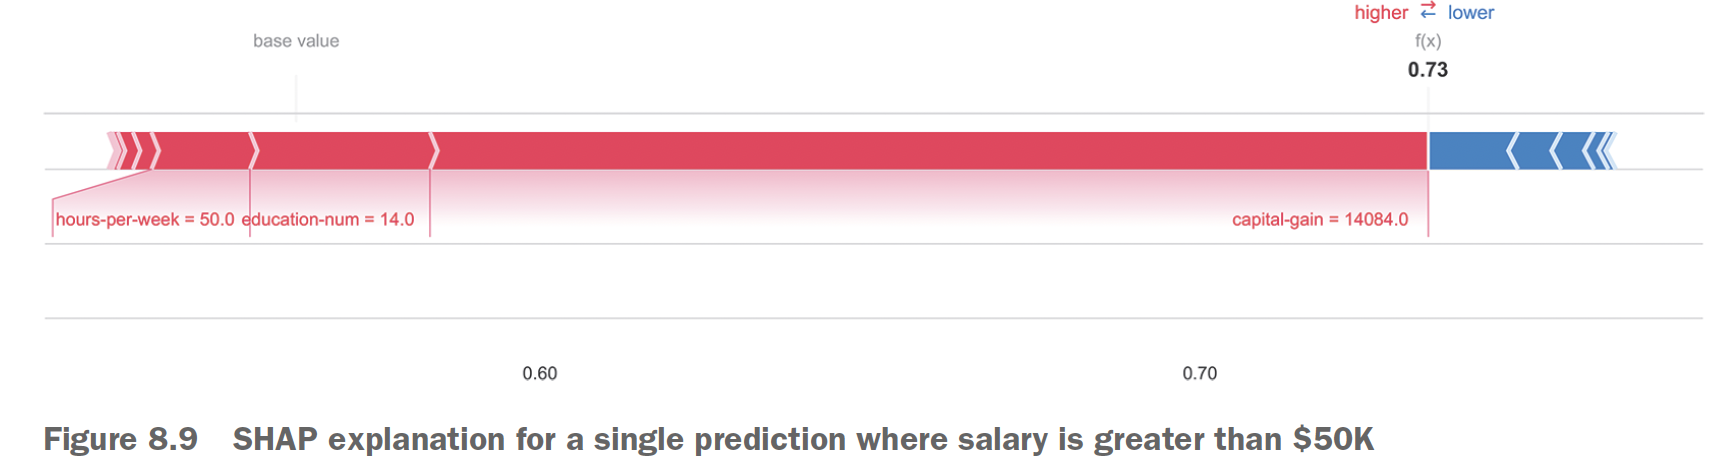 higher ⇄ lower
base value
f(x)
0.73
hours-per-week = 50.0 education-num = 14.0 capital-gain = 14084.0
0.60 0.70
Figure 8.9 SHAP explanation for a single prediction where salary is greater than $50K